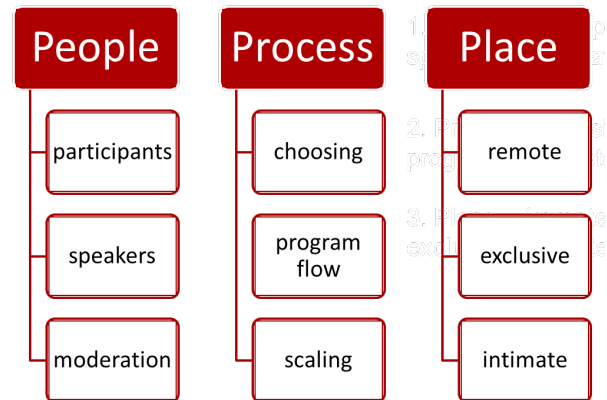 People
participants
speakers
moderation
Process
choosing
program
flow
scaling
Place
remote
exclusive
intimate